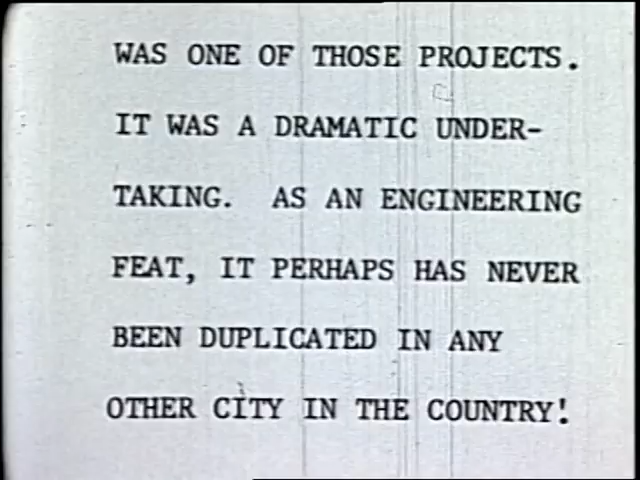 WAS ONE OF THOSE PROJECTS.
IT WAS A DRAMATIC UNDER-
TAKING.  AS AN ENGINEERING
FEAT, IT PERHAPS HAS NEVER
BEEN DUPLICATED IN ANY
OTHER CITY IN THE COUNTRY!